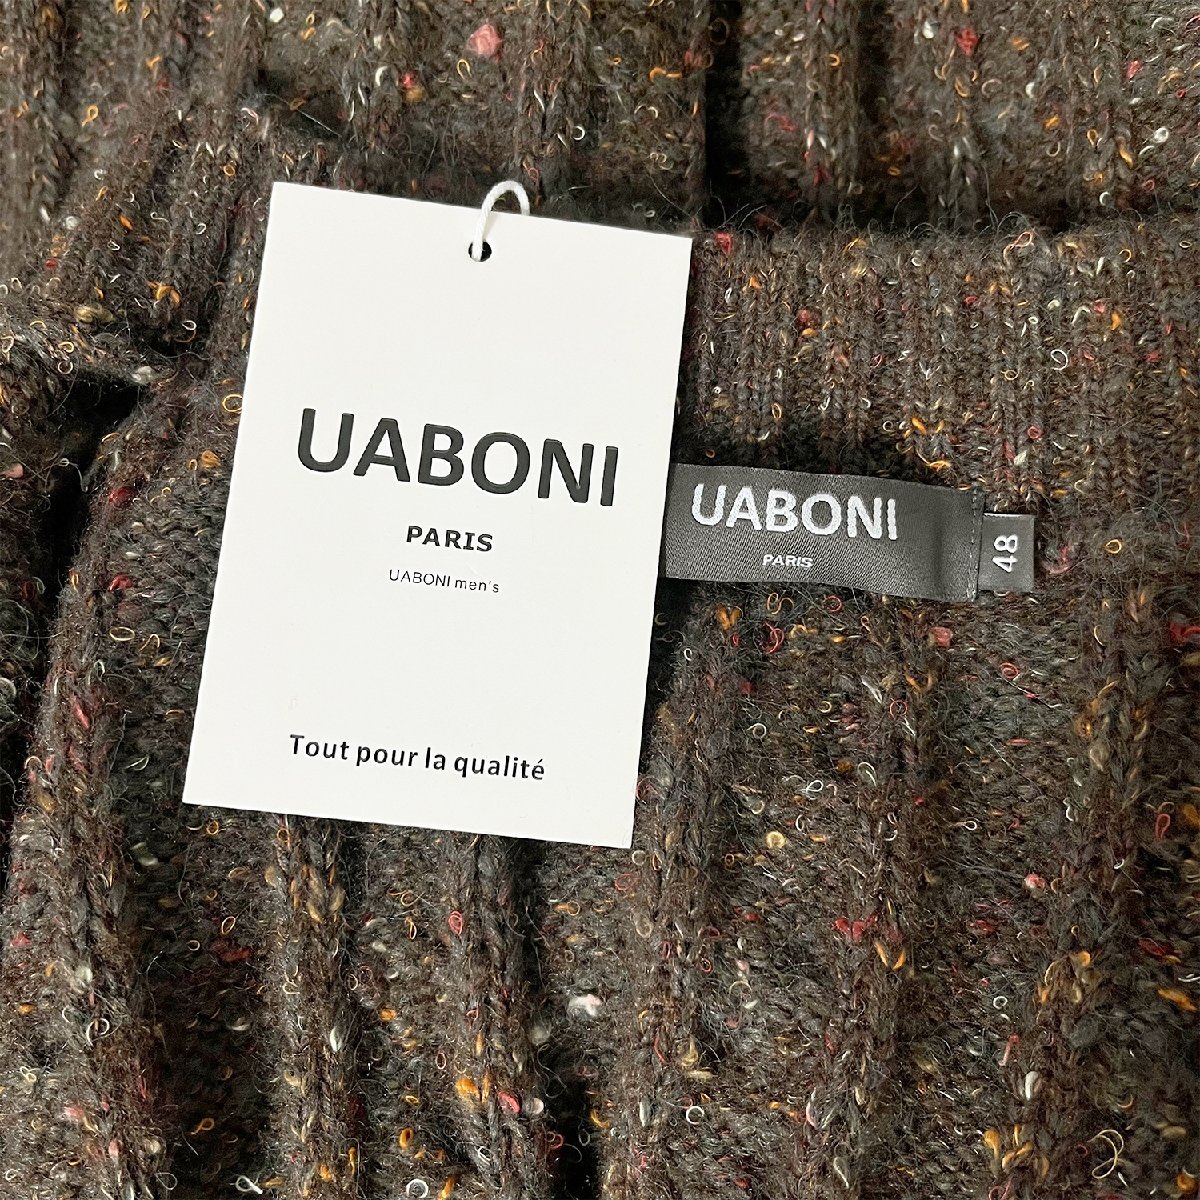 UABONI
PARIS
UABONI men's
Tout pour la qualité
UABONI
PARIS
48